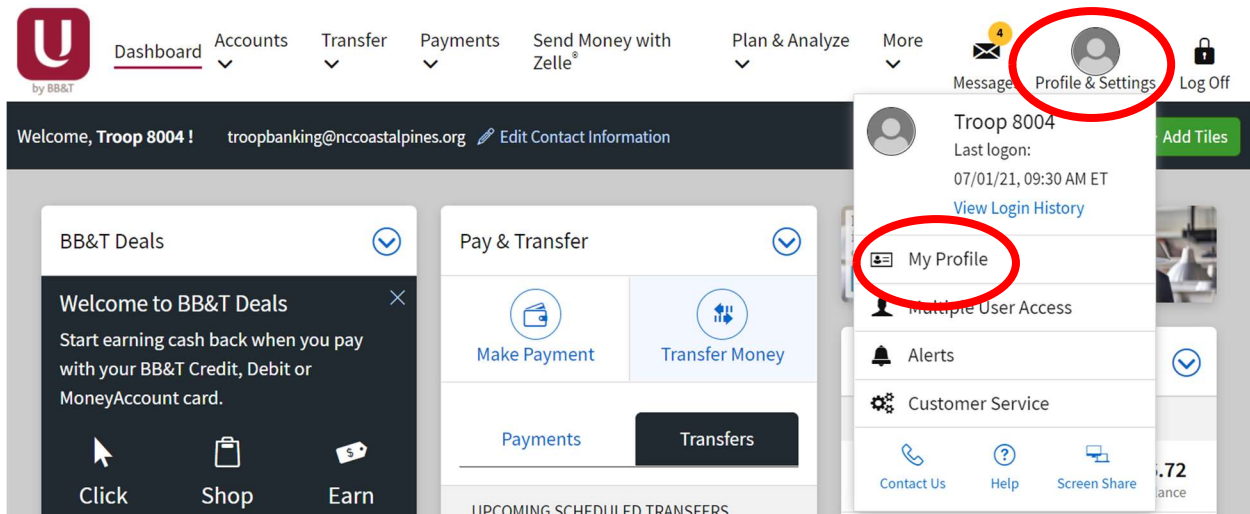 U
by BB&T
Dashboard
Accounts
Transfer
Payments
Send Money with
Zelle®
Plan & Analyze
More
4
Messages
Profile & Settings
Log Off
Welcome, Troop 8004 !
troopbanking@nccoastalpines.org
Edit Contact Information
Add Tiles
Troop 8004
Last logon:
07/01/21, 09:30 AM ET
View Login History
My Profile
Multiple User Access
Alerts
Customer Service
Contact Us
Help
Screen Share
BB&T Deals
Welcome to BB&T Deals
Start earning cash back when you pay
with your BB&T Credit, Debit or
MoneyAccount card.
Click
Shop
$
Earn
Pay & Transfer
Make Payment
Transfer Money
Payments
Transfers
UPCOMING SCHEDULED TRANSFERS
.72